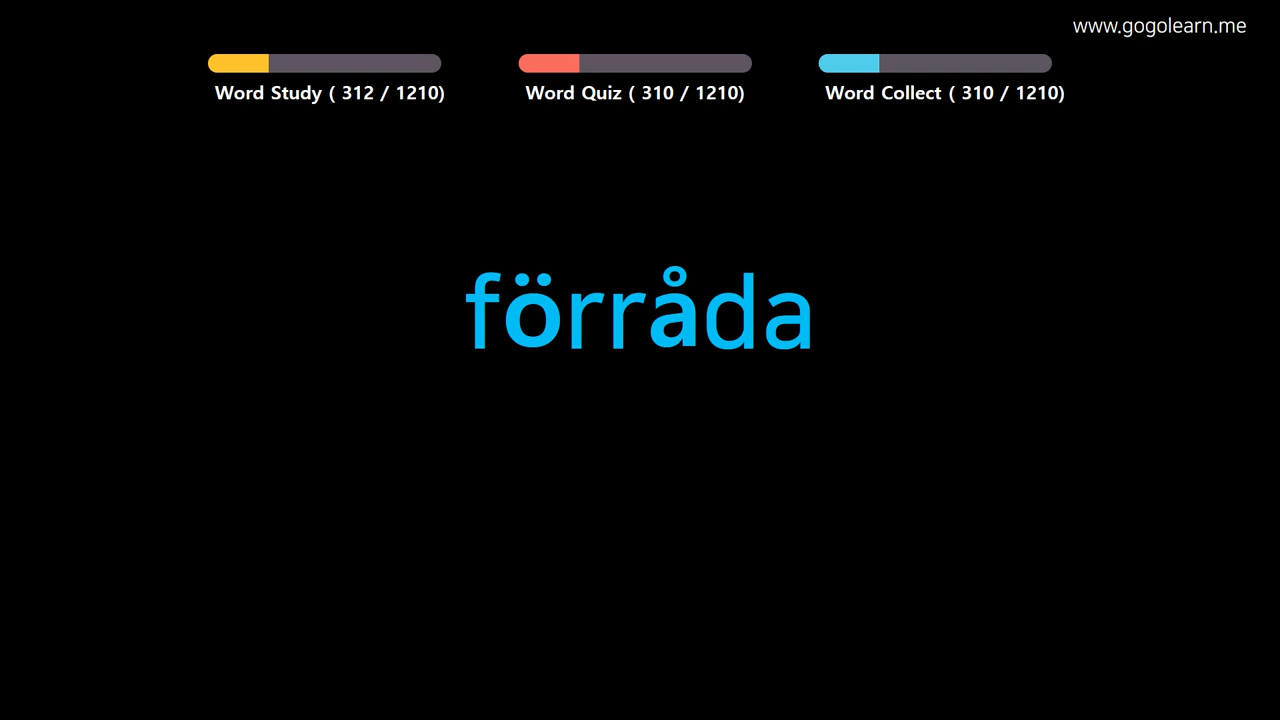 www.gogolearn.me
Word Study ( 312 / 1210)
Word Quiz ( 310 / 1210)
Word Collect ( 310 / 1210)
förråda